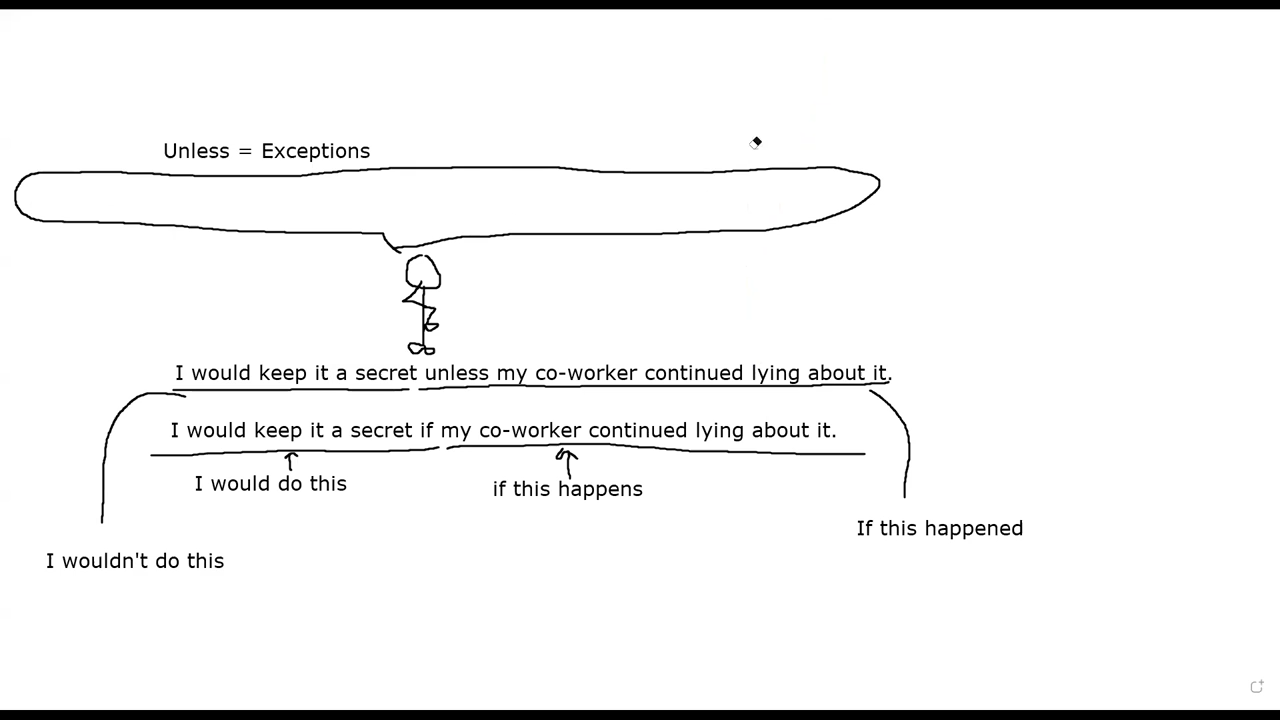 Unless = Exceptions
I would keep it a secret unless my co-worker continued lying about it.
I would keep it a secret if my co-worker continued lying about it.
I would do this
if this happens
If this happened
I wouldn't do this